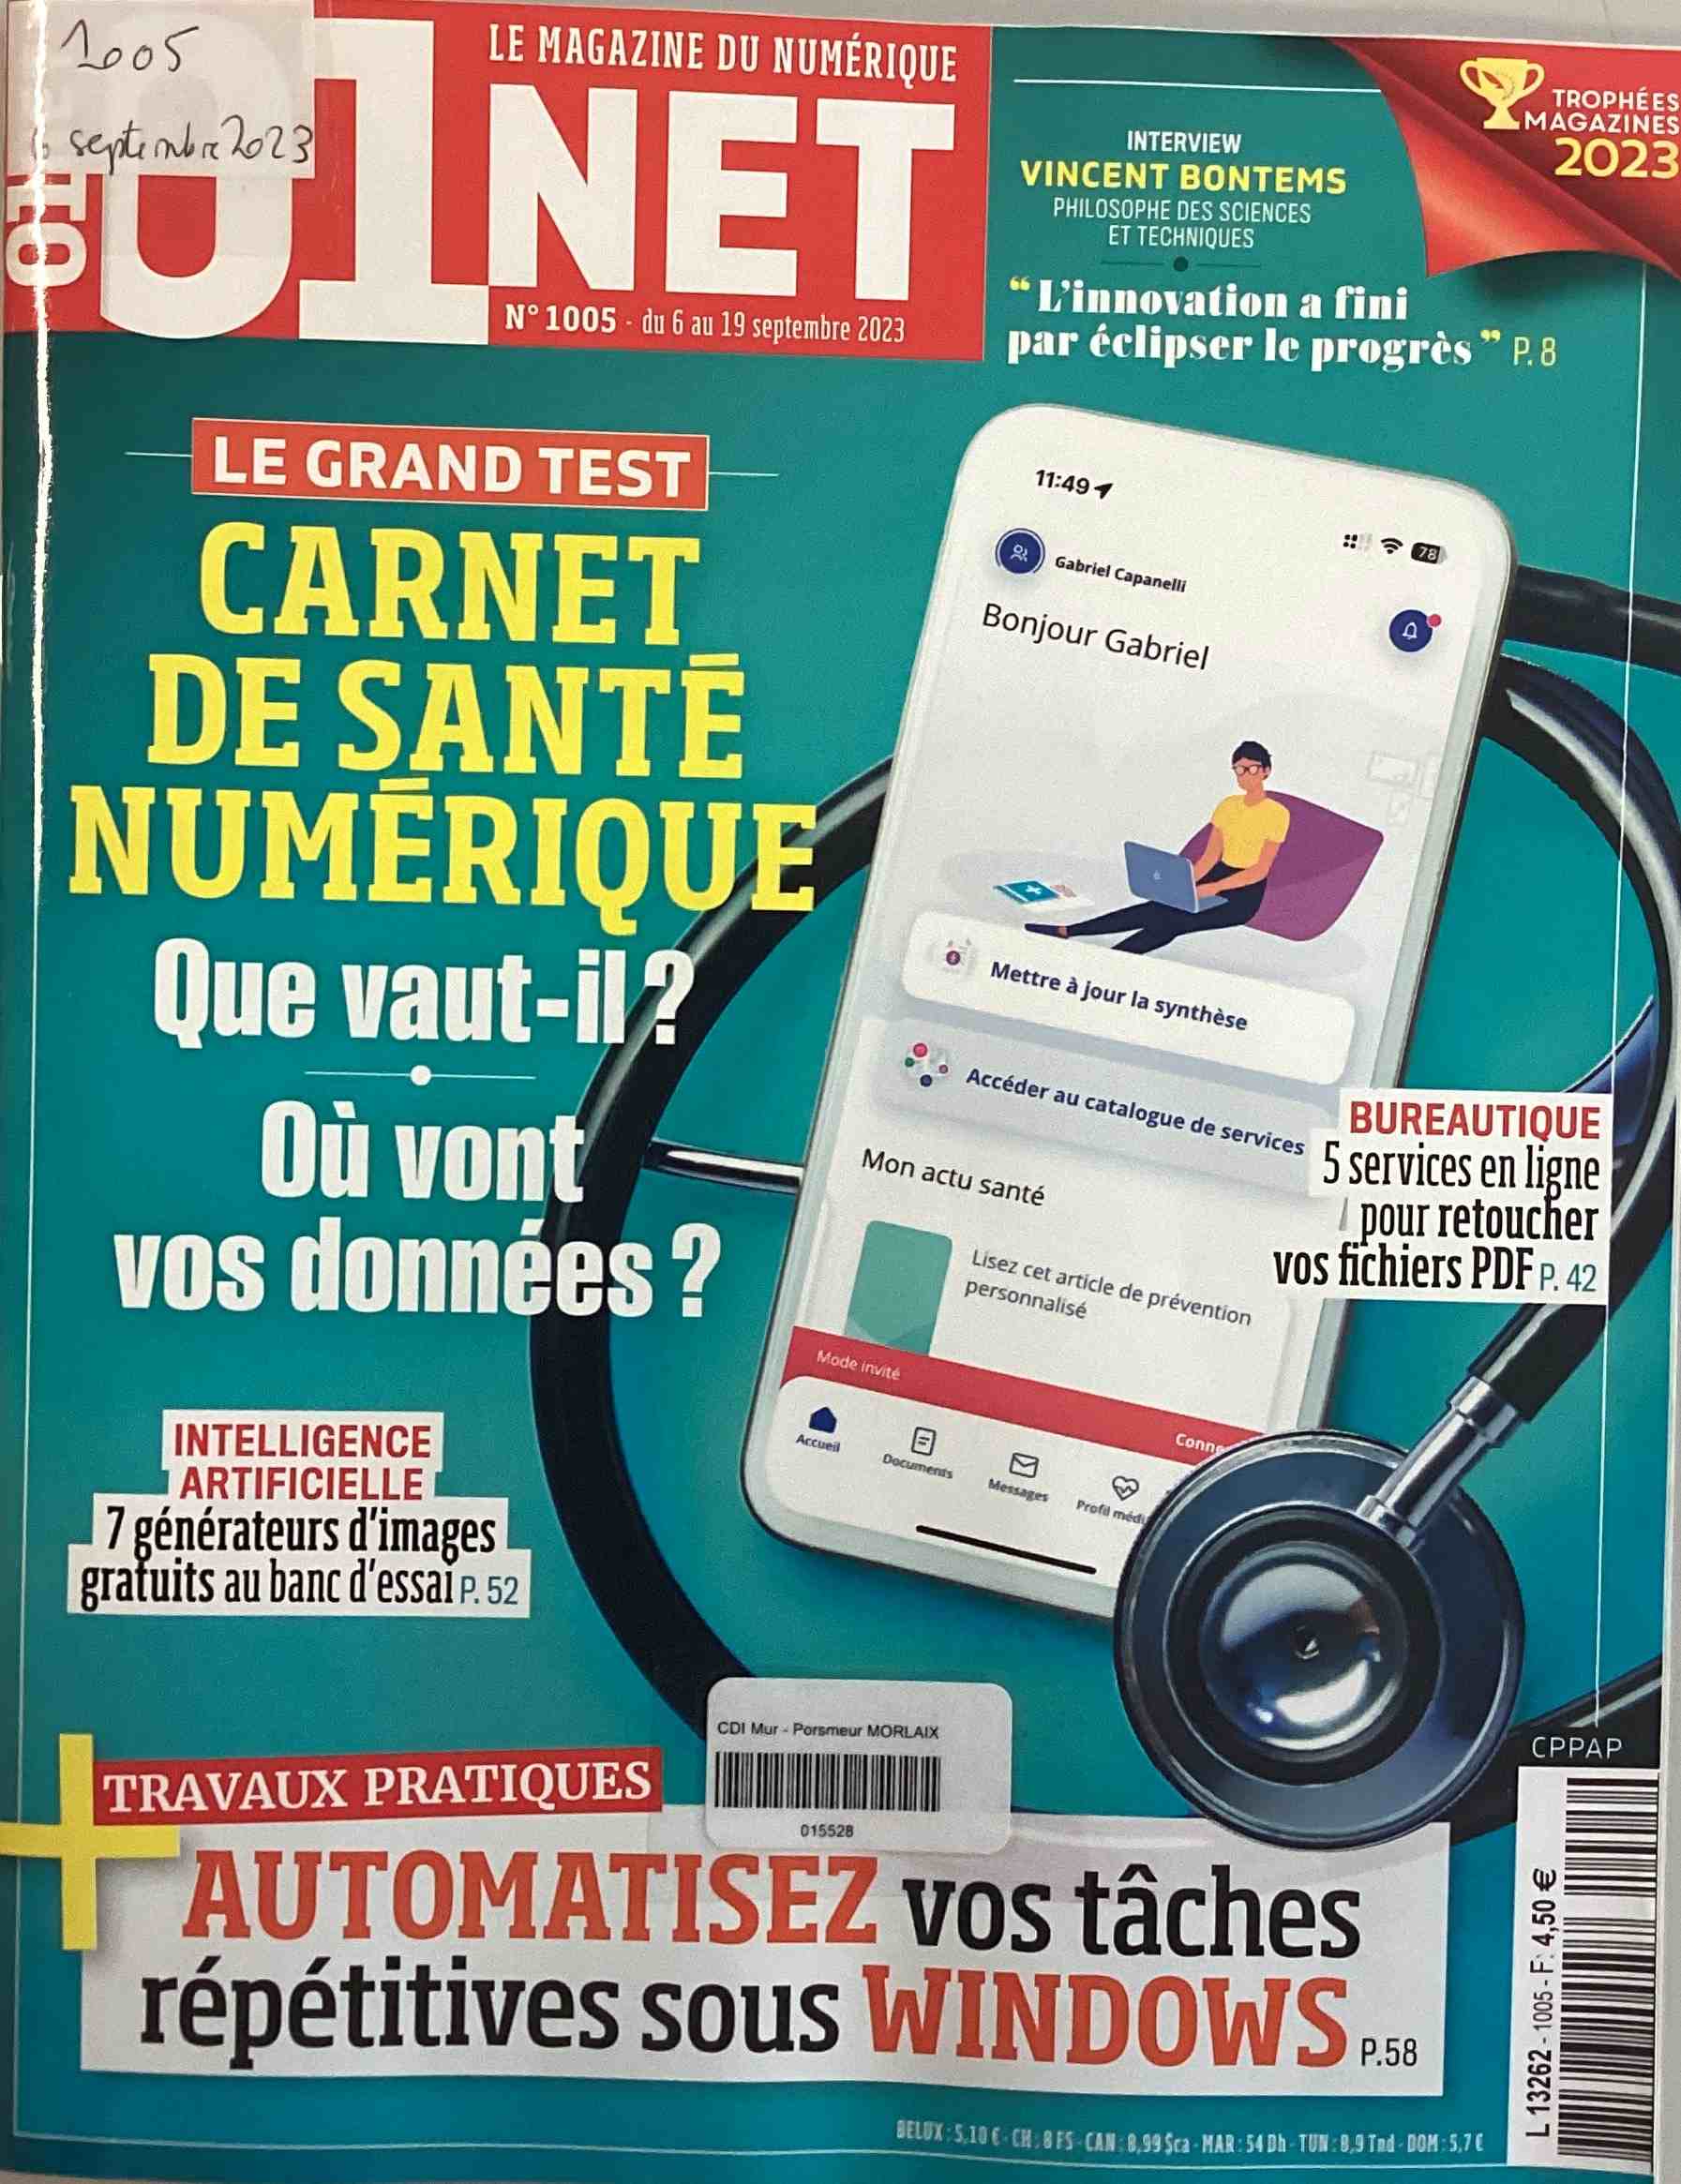 1005
6 septembre 2023
LE MAGAZINE DU NUMÉRIQUE
01NET
N° 1005 - du 6 au 19 septembre 2023
INTERVIEW
VINCENT BONTEMS
PHILOSOPHE DES SCIENCES
ET TECHNIQUES
“ L’innovation a fini
par éclipser le progrès ” P. 8
TROPHÉES
MAGAZINES
2023
LE GRAND TEST
CARNET
DE SANTÉ
NUMÉRIQUE
Que vaut-il ?
Où vont
vos données ?
11:49
78
Gabriel Capanelli
Bonjour Gabriel
Mettre à jour la synthèse
Accéder au catalogue de services
Mon actu santé
Lisez cet article de prévention
personnalisé
Mode invité
Conne
Accueil
Documents
Messages
Profil médi
BUREAUTIQUE
5 services en ligne
pour retoucher
vos fichiers PDF P. 42
INTELLIGENCE
ARTIFICIELLE
7 générateurs d'images
gratuits au banc d'essai P. 52
CDI Mur - Porsmeur MORLAIX
015528
TRAVAUX PRATIQUES
+
AUTOMATISEZ vos tâches
répétitives sous WINDOWS P.58
CPPAP
L 13262 - 1005 - F: 4,50 €
BELUX : 5,10 € - CH : 8 FS - CAN : 8,99 $ca - MAR : 54 Dh - TUN : 8,9 Tnd - DOM : 5,7 €